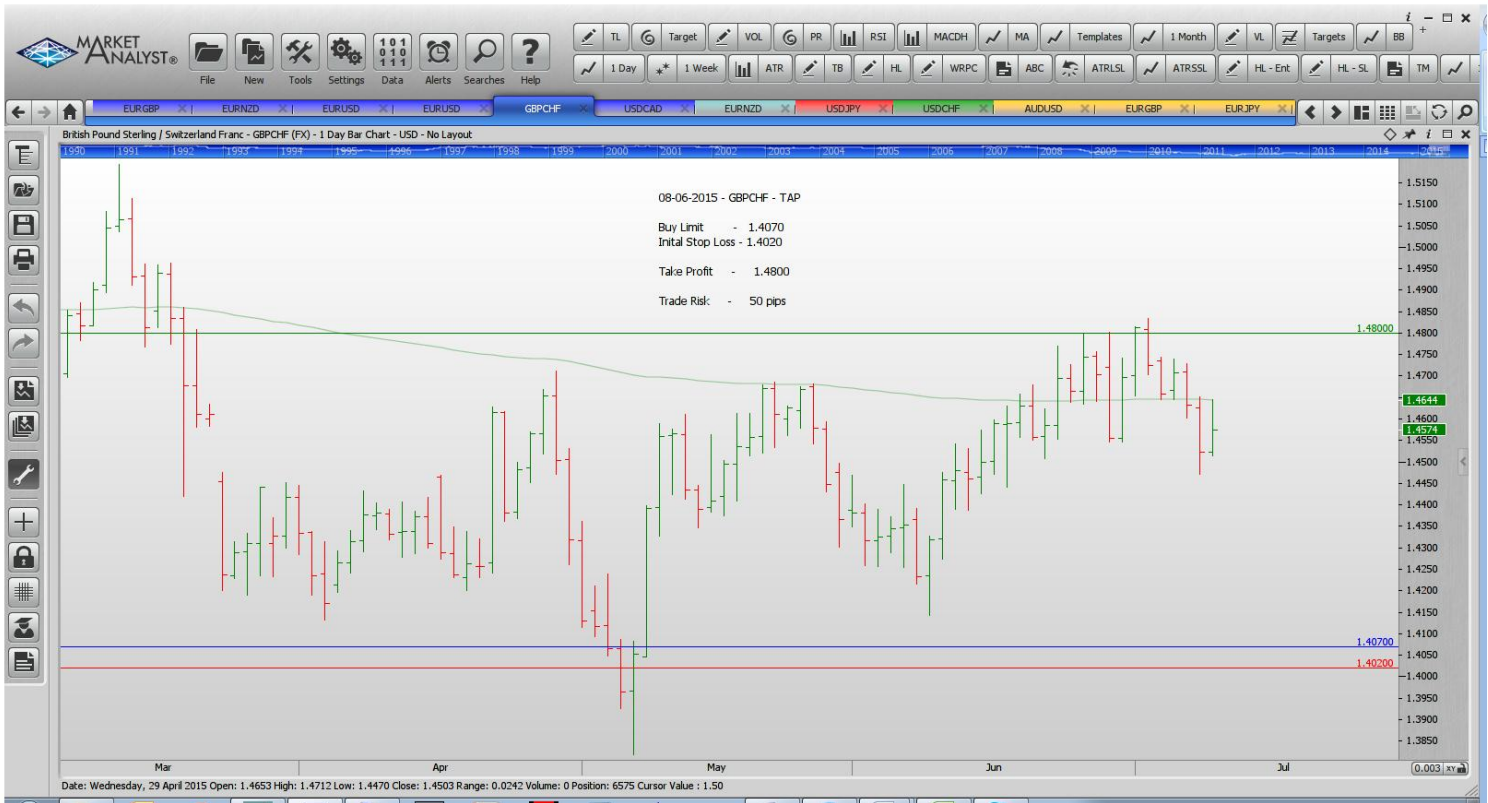 i
MARKET
ANALYST®
File New Tools Settings Data Alerts Searches Help
TL Target VOL PR RSI MACDH MA Templates 1 Month VL Targets BB +
1 Day 1 Week ATR TB HL WRPC ABC ATRLSL ATRSSL HL - Ent HL - SL TM
101
010
111
?
EURGBP EURNZD EURUSD EURUSD GBPCHF USDCAD EURNZD USDJPY USDCHF AUDUSD EURGBP EURJPY
British Pound Sterling / Switzerland Franc - GBPCHF (FX) - 1 Day Bar Chart - USD - No Layout
i
1990 1991 1992 1993 1994 1995 1996 1997 1998 1999 2000 2001 2002 2003 2004 2005 2006 2007 2008 2009 2010 2011 2012 2013 2014 2015
08-06-2015 - GBPCHF - TAP
Buy Limit - 1.4070
Inital Stop Loss - 1.4020
Take Profit - 1.4800
Trade Risk - 50 pips
1.48000
1.40700
1.40200
1.5150
1.5100
1.5050
1.5000
1.4950
1.4900
1.4850
1.4800
1.4750
1.4700
1.4644
1.4600
1.4574
1.4550
1.4500
1.4450
1.4400
1.4350
1.4300
1.4250
1.4200
1.4150
1.4100
1.4050
1.4000
1.3950
1.3900
1.3850
Mar Apr May Jun Jul
0.003 XY
Date: Wednesday, 29 April 2015 Open: 1.4653 High: 1.4712 Low: 1.4470 Close: 1.4503 Range: 0.0242 Volume: 0 Position: 6575 Cursor Value : 1.50